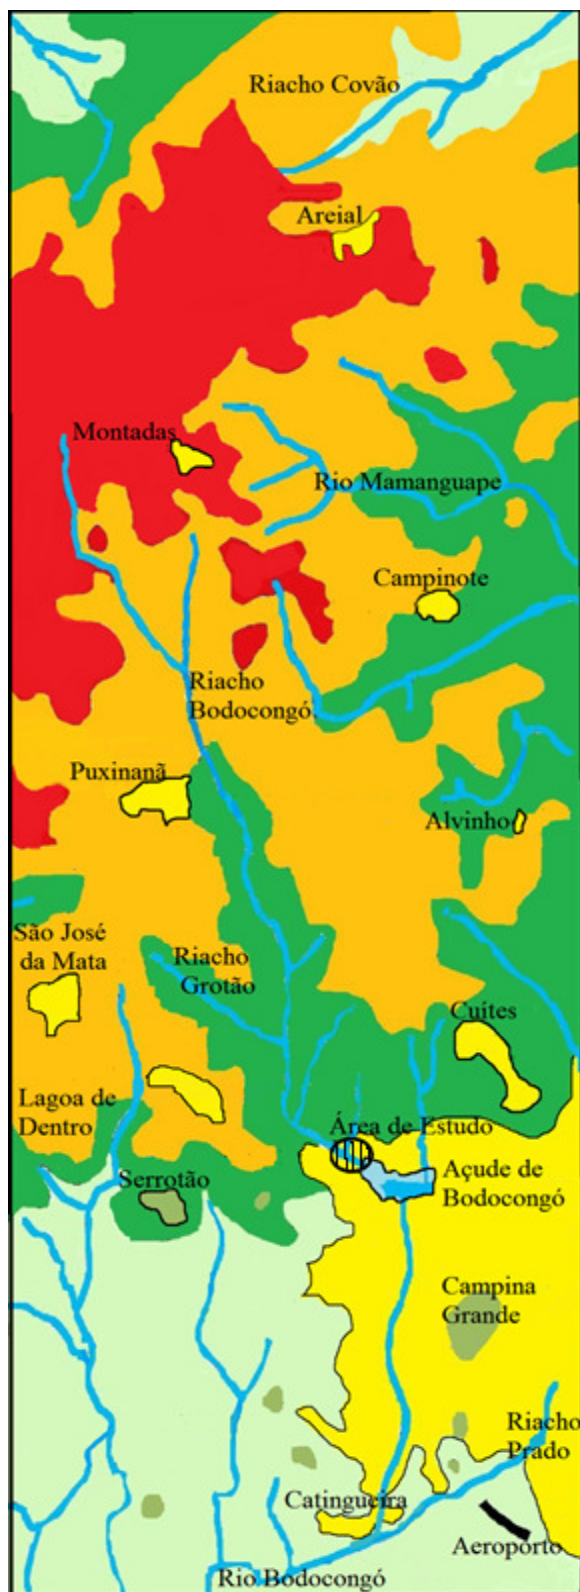 Riacho Covão
Areial
Montadas
Rio Mamanguape
Campinote
Riacho
Bodocongó
Puxinanã
Alvinho
São José
da Mata
Riacho
Grotão
Cuítes
Lagoa de
Dentro
Área de Estudo
Açude de
Bodocongó
Serrotão
Campina
Grande
Riacho
Prado
Catingueira
Aeroporto
Rio Bodocongó